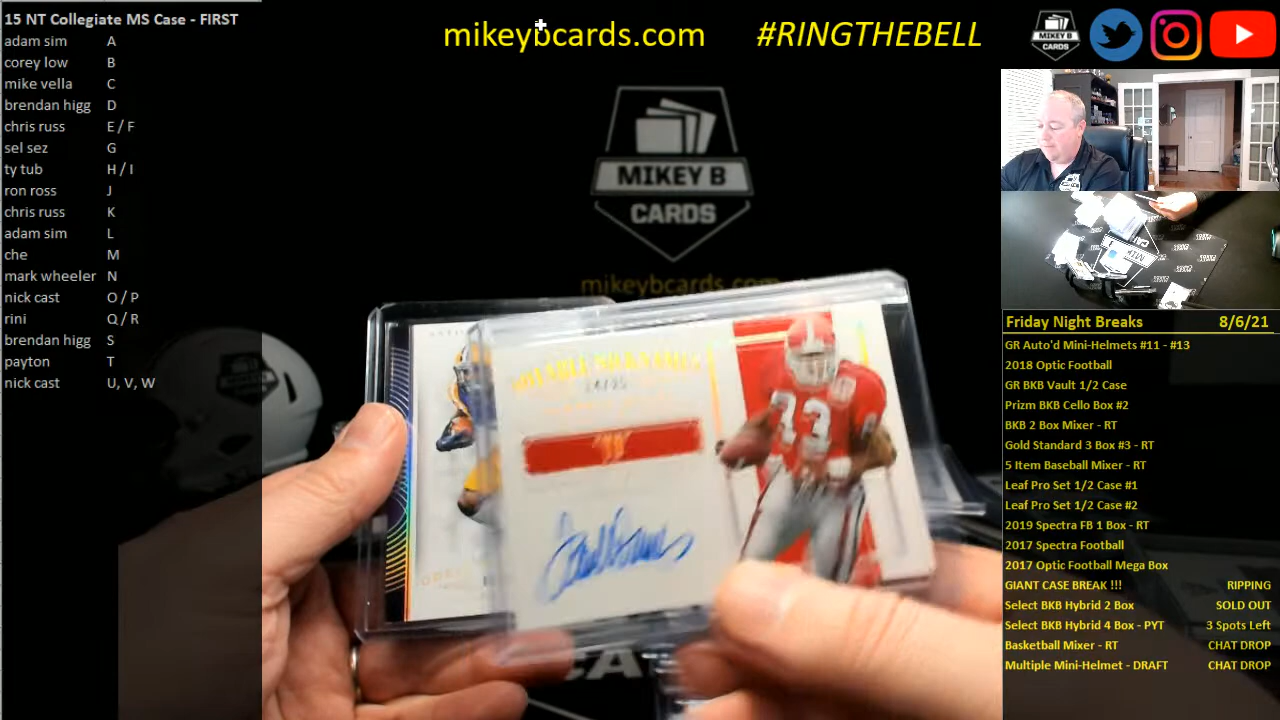 15 NT Collegiate MS Case - FIRST
adam sim A
corey low B
mike vella C
brendan higg D
chris russ E / F
sel sez G
ty tub H / I
ron ross J
chris russ K
adam sim L
che M
mark wheeler N
nick cast O / P
rini Q / R
brendan higg S
payton T
nick cast U, V, W
mikeybcards.com #RINGTHEBELL
MIKEY B
CARDS
MIKEY B
CARDS
mikeybcards.com
33
Friday Night Breaks 8/6/21
GR Auto'd Mini-Helmets #11 - #13
2018 Optic Football
GR BKB Vault 1/2 Case
Prizm BKB Cello Box #2
BKB 2 Box Mixer - RT
Gold Standard 3 Box #3 - RT
5 Item Baseball Mixer - RT
Leaf Pro Set 1/2 Case #1
Leaf Pro Set 1/2 Case #2
2019 Spectra FB 1 Box - RT
2017 Spectra Football
2017 Optic Football Mega Box
GIANT CASE BREAK !!! RIPPING
Select BKB Hybrid 2 Box SOLD OUT
Select BKB Hybrid 4 Box - PYT 3 Spots Left
Basketball Mixer - RT CHAT DROP
Multiple Mini-Helmet - DRAFT CHAT DROP